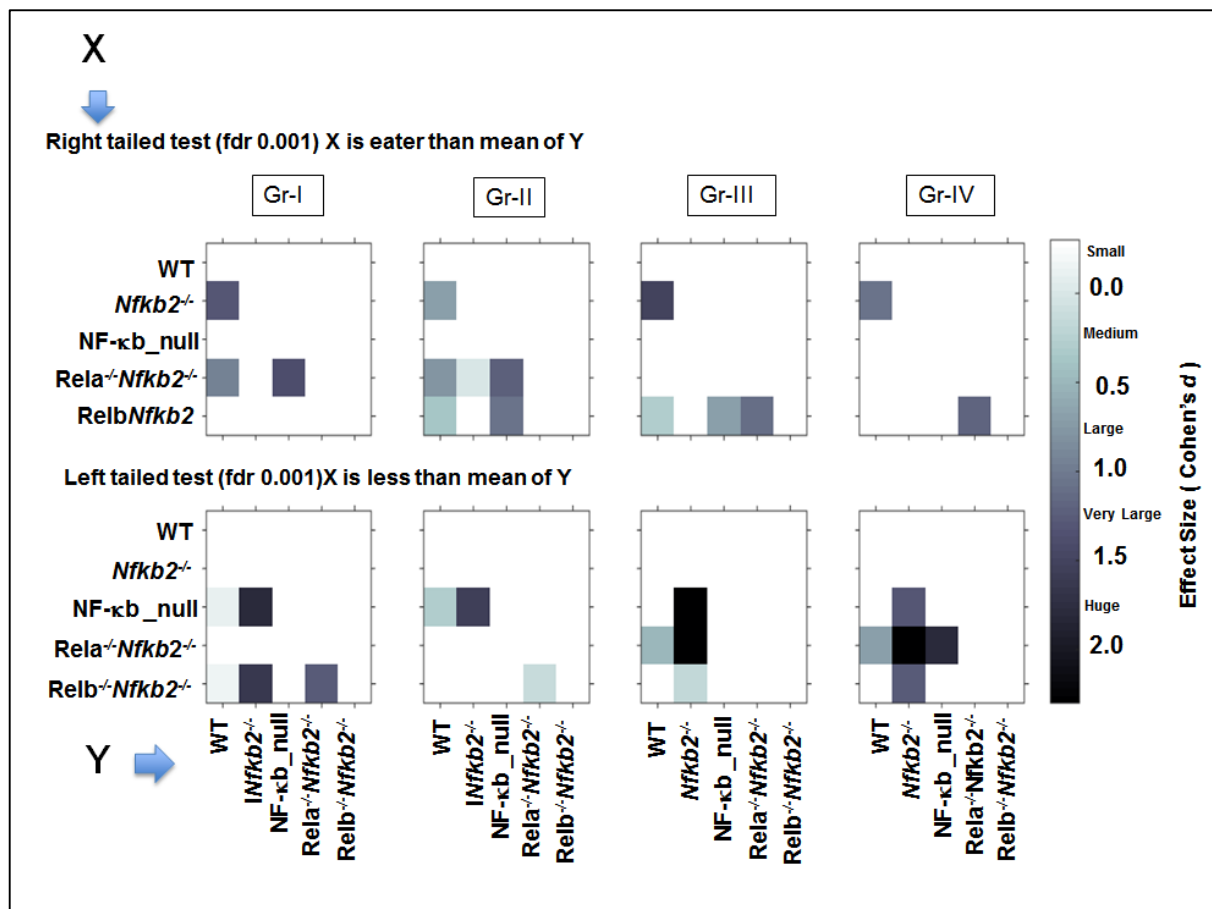 X
Right tailed test (fdr 0.001) X is eater than mean of Y
Gr-I
Gr-II
Gr-III
Gr-IV
WT
Nfkb2-/-
NF-κb_null
Rela-/-Nfkb2-/-
RelbNfkb2
Small
0.0
Medium
0.5
Large
1.0
Very Large
1.5
Huge
2.0
Effect Size ( Cohen's d )
Left tailed test (fdr 0.001)X is less than mean of Y
WT
Nfkb2-/-
NF-κb_null
Rela-/-Nfkb2-/-
Relb-/-Nfkb2-/-
Y
WT
INfkb2-/-
NF-κb_null
Rela-/-Nfkb2-/-
Relb-/-Nfkb2-/-
WT
INfkb2-/-
NF-κb_null
Rela-/-Nfkb2-/-
Relb-/-Nfkb2-/-
WT
Nfkb2-/-
NF-κb_null
Rela-/-Nfkb2-/-
Relb-/-Nfkb2-/-
WT
Nfkb2-/-
NF-κb_null
Rela-/-Nfkb2-/-
Relb-/-Nfkb2-/-